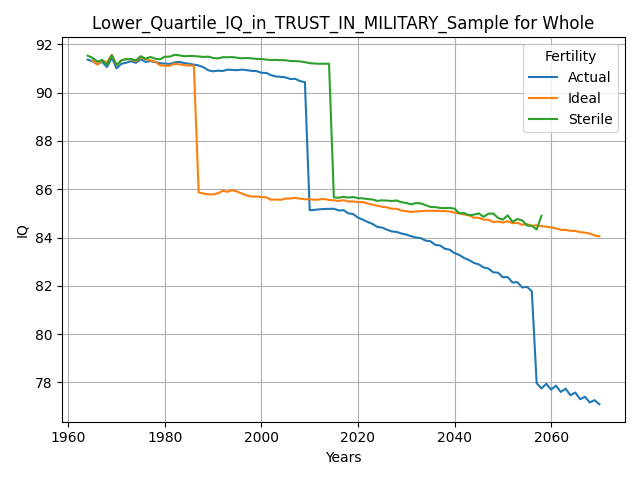 Lower_Quartile_IQ_in_TRUST_IN_MILITARY_Sample for Whole
Fertility
Actual
Ideal
Sterile
IQ
92
90
88
86
84
82
80
78
1960
1980
2000
2020
2040
2060
Years